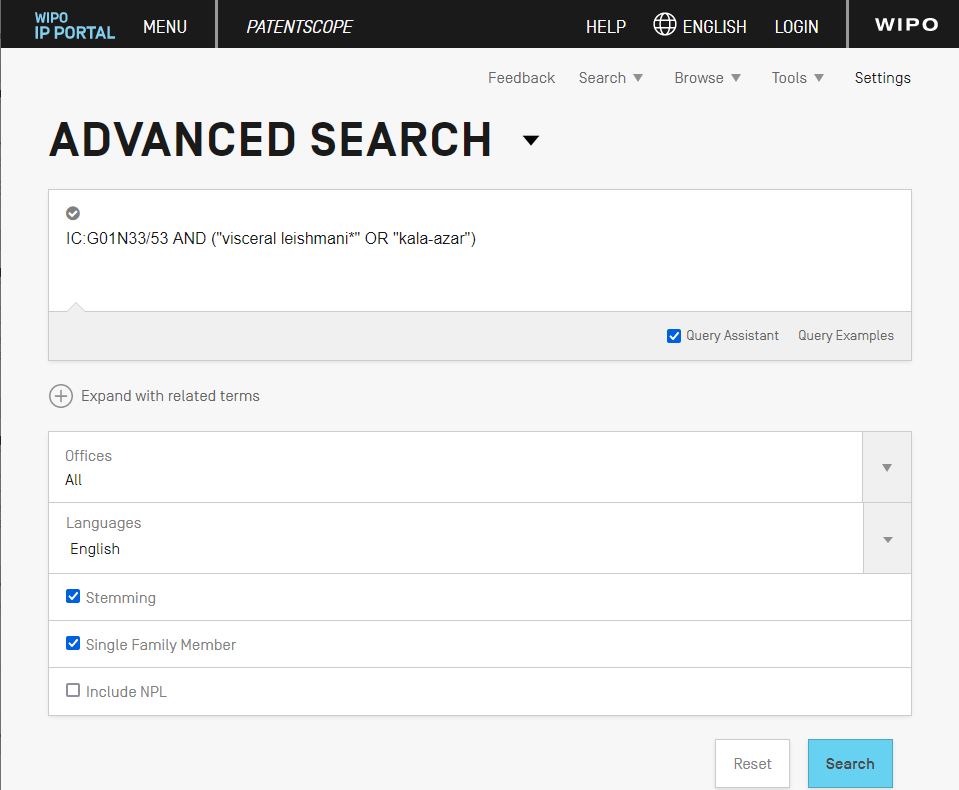 WIPO
IP PORTAL
MENU
PATENTSCOPE
HELP
ENGLISH
LOGIN
WIPO
Feedback
Search
Browse
Tools
Settings
ADVANCED SEARCH
IC:G01N33/53 AND ("visceral leishmani*" OR "kala-azar")
Query Assistant
Query Examples
Expand with related terms
Offices
All
Languages
English
Stemming
Single Family Member
Include NPL
Reset
Search